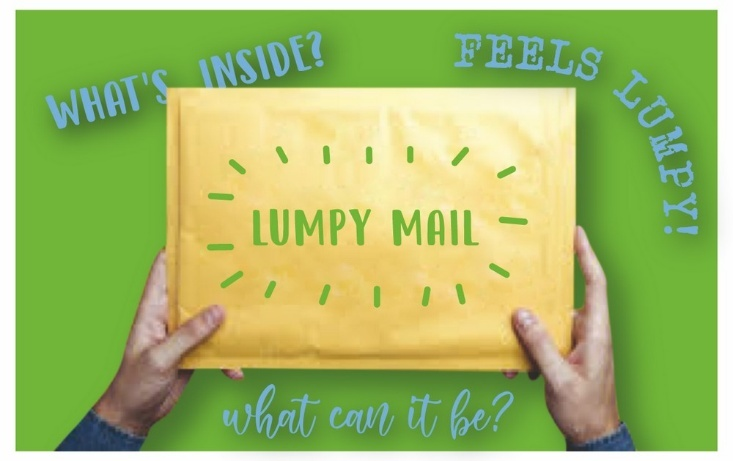 WHAT'S INSIDE?
FEELS LUMPY!
LUMPY MAIL
what can it be?